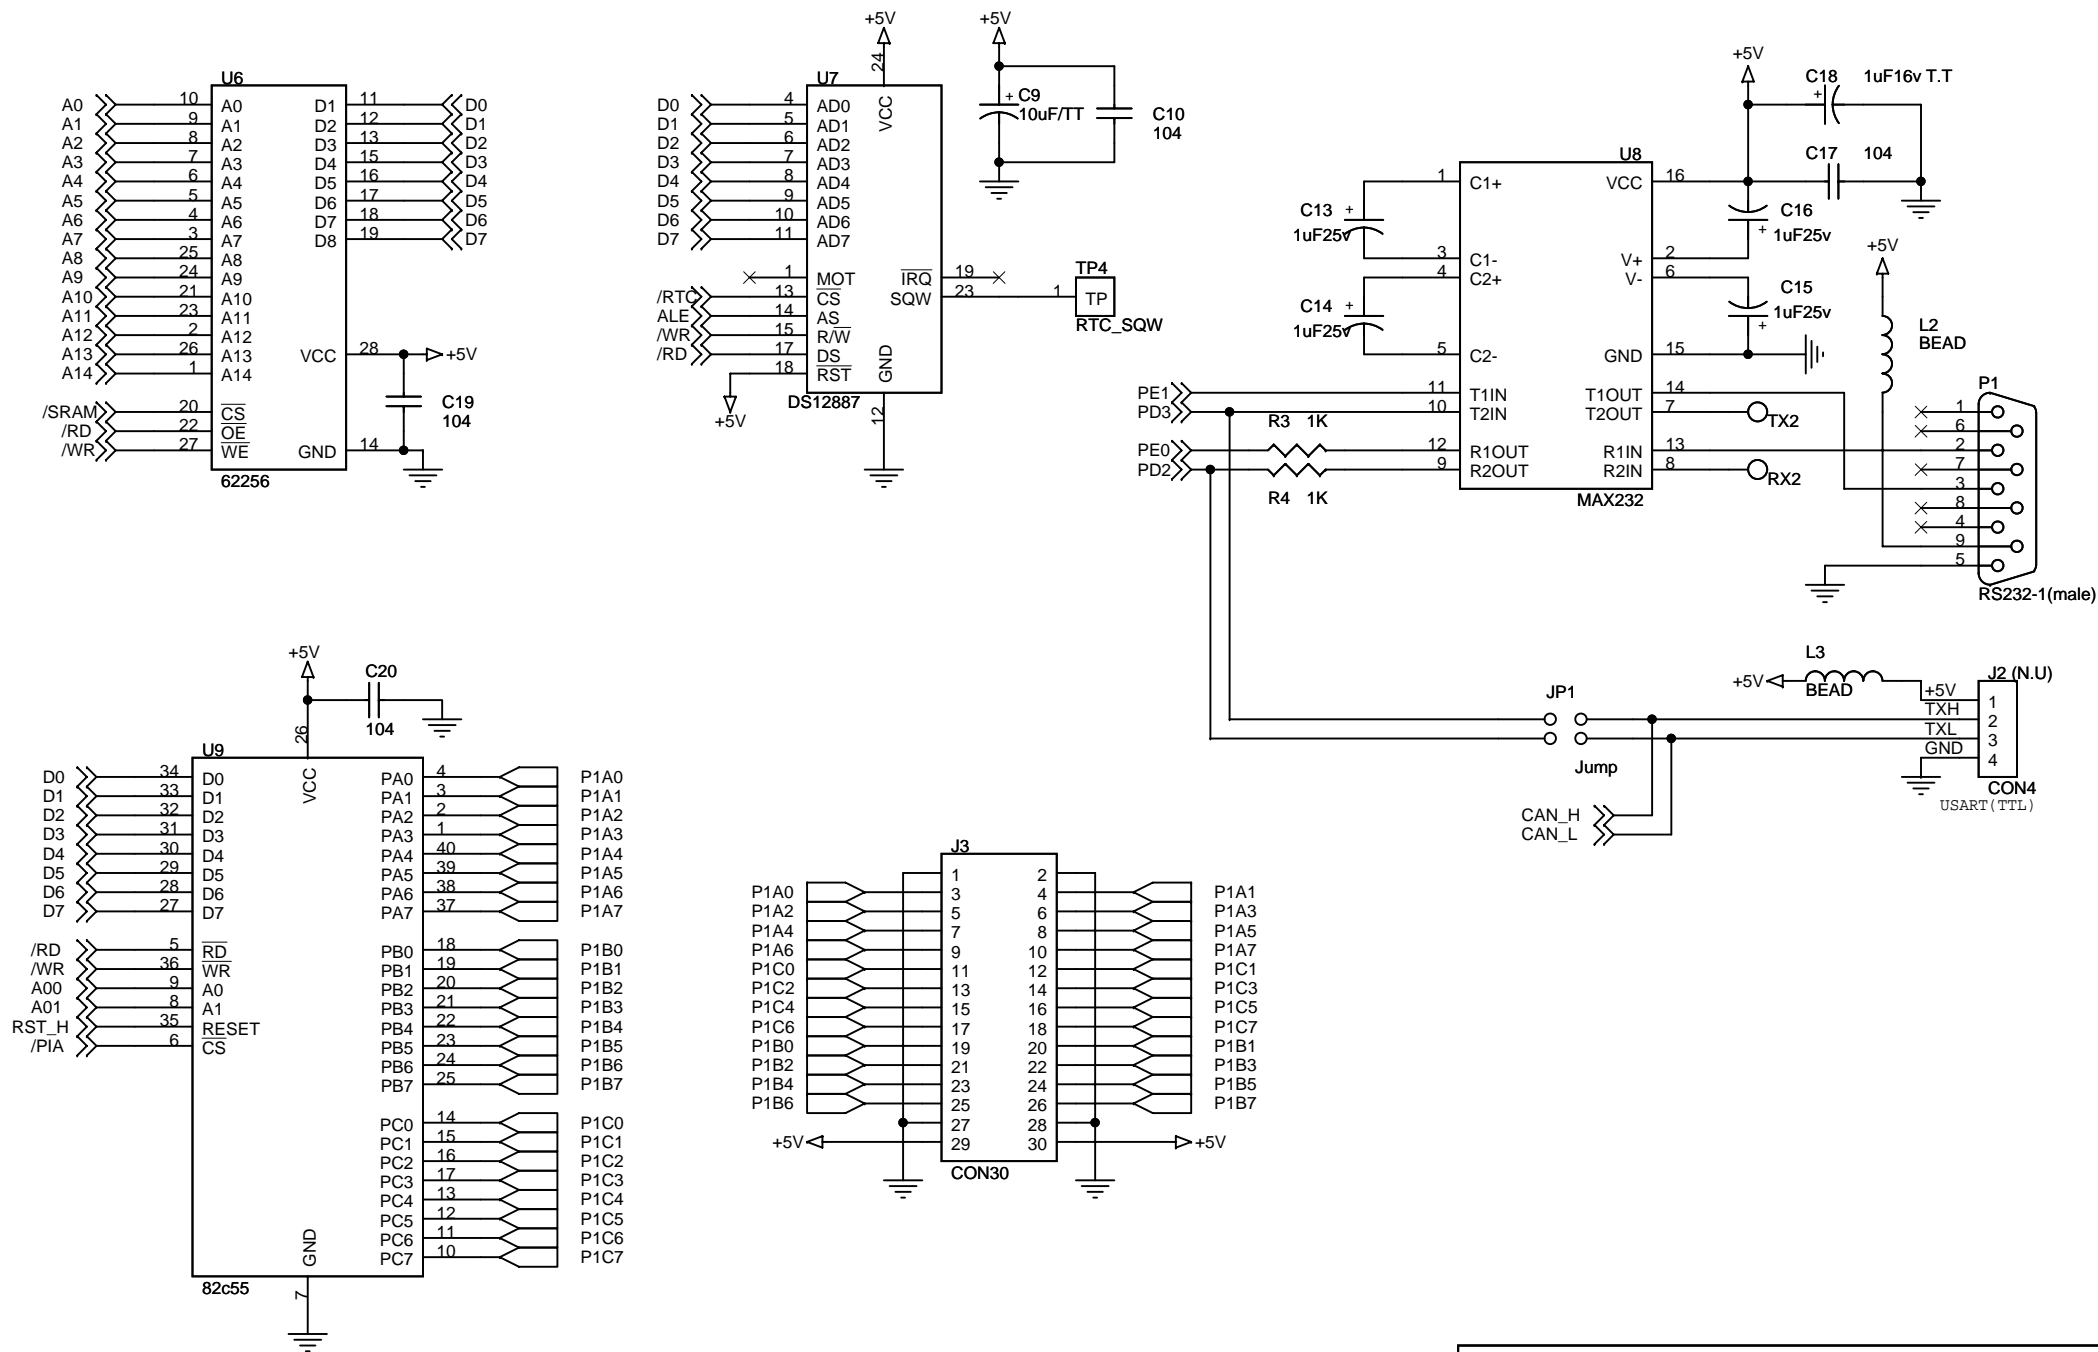 U6
A0 10 A0 D1 11 D0
A1 9 A1 D2 12 D1
A2 8 A2 D3 13 D2
A3 7 A3 D4 15 D3
A4 6 A4 D5 16 D4
A5 5 A5 D6 17 D5
A6 4 A6 D7 18 D6
A7 3 A7 D8 19 D7
A8 25 A8
A9 24 A9
A10 21 A10
A11 23 A11
A12 2 A12
A13 26 A13 VCC 28 +5V
A14 1 A14
C19
104
/SRAM 20 CS
/RD 22 OE
/WR 27 WE GND 14
62256
+5V
24
U7
VCC
D0 4 AD0
D1 5 AD1
D2 6 AD2
D3 7 AD3
D4 8 AD4
D5 9 AD5
D6 10 AD6
D7 11 AD7
1 MOT IRQ 19
/RTC 13 CS SQW 23
ALE 14 AS
/WR 15 R/W
/RD 17 DS
18 RST
GND
+5V
DS12887
12
TP4
1 TP
RTC_SQW
+5V
+ C9
10uF/TT
C10
104
+5V
C18 1uF16v T.T
+
C17 104
U8
1 C1+ VCC 16
C13 +
1uF25v
C16
+ 1uF25v
3 C1- V+ 2
4 C2+ V- 6
C14 +
1uF25v
C15
1uF25v
+
5 C2- GND 15
PE1 11 T1IN T1OUT 14
PD3 10 T2IN T2OUT 7 TX2
R3 1K
PE0 12 R1OUT R1IN 13
PD2 9 R2OUT R2IN 8 RX2
R4 1K
MAX232
+5V
L2
BEAD
P1
1
6
2
7
3
8
4
9
5
RS232-1(male)
L3
+5V
BEAD
J2 (N.U)
+5V 1
TXH 2
TXL 3
GND 4
CON4
USART(TTL)
JP1
Jump
CAN_H
CAN_L
+5V
C20
104
26
U9
VCC
D0 34 D0 PA0 4 P1A0
D1 33 D1 PA1 3 P1A1
D2 32 D2 PA2 2 P1A2
D3 31 D3 PA3 1 P1A3
D4 30 D4 PA4 40 P1A4
D5 29 D5 PA5 39 P1A5
D6 28 D6 PA6 38 P1A6
D7 27 D7 PA7 37 P1A7
/RD 5 RD PB0 18 P1B0
/WR 36 WR PB1 19 P1B1
A00 9 A0 PB2 20 P1B2
A01 8 A1 PB3 21 P1B3
RST_H 35 RESET PB4 22 P1B4
/PIA 6 CS PB5 23 P1B5
PB6 24 P1B6
PB7 25 P1B7
PC0 14 P1C0
PC1 15 P1C1
PC2 16 P1C2
PC3 17 P1C3
PC4 13 P1C4
PC5 12 P1C5
PC6 11 P1C6
PC7 10 P1C7
GND
82c55
7
J3
1 2
P1A0 3 4 P1A1
P1A2 5 6 P1A3
P1A4 7 8 P1A5
P1A6 9 10 P1A7
P1C0 11 12 P1C1
P1C2 13 14 P1C3
P1C4 15 16 P1C5
P1C6 17 18 P1C7
P1B0 19 20 P1B1
P1B2 21 22 P1B3
P1B4 23 24 P1B5
P1B6 25 26 P1B7
27 28
+5V 29 30 +5V
CON30